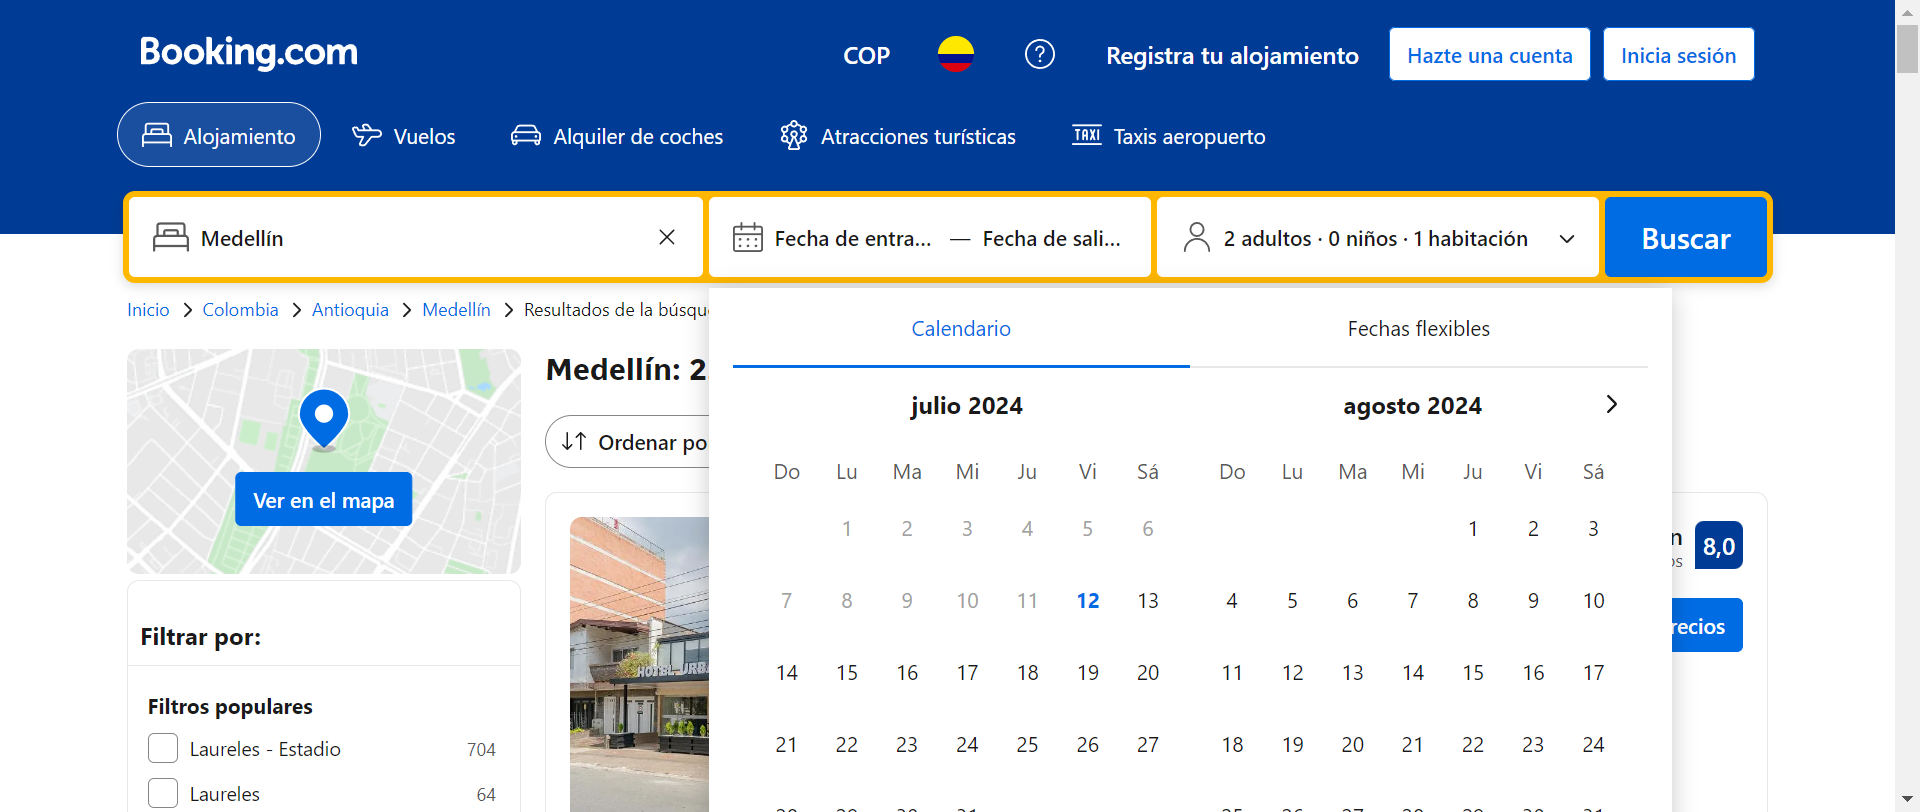 Booking.com
COP
Registra tu alojamiento
Hazte una cuenta
Inicia sesión
Alojamiento
Vuelos
Alquiler de coches
Atracciones turísticas
TAXI
Taxis aeropuerto
Medellín
Fecha de entra... — Fecha de sali...
2 adultos · 0 niños · 1 habitación
Buscar
Inicio > Colombia > Antioquia > Medellín > Resultados de la búsqu
Ver en el mapa
Filtrar por:
Filtros populares
Laureles - Estadio 704
Laureles 64
Medellín: 2
Ordenar po
HOTEL URB
Calendario
Fechas flexibles
julio 2024
Do Lu Ma Mi Ju Vi Sá
1 2 3 4 5 6
7 8 9 10 11 12 13
14 15 16 17 18 19 20
21 22 23 24 25 26 27
agosto 2024
Do Lu Ma Mi Ju Vi Sá
1 2 3
4 5 6 7 8 9 10
11 12 13 14 15 16 17
18 19 20 21 22 23 24
n
os
8,0
recios